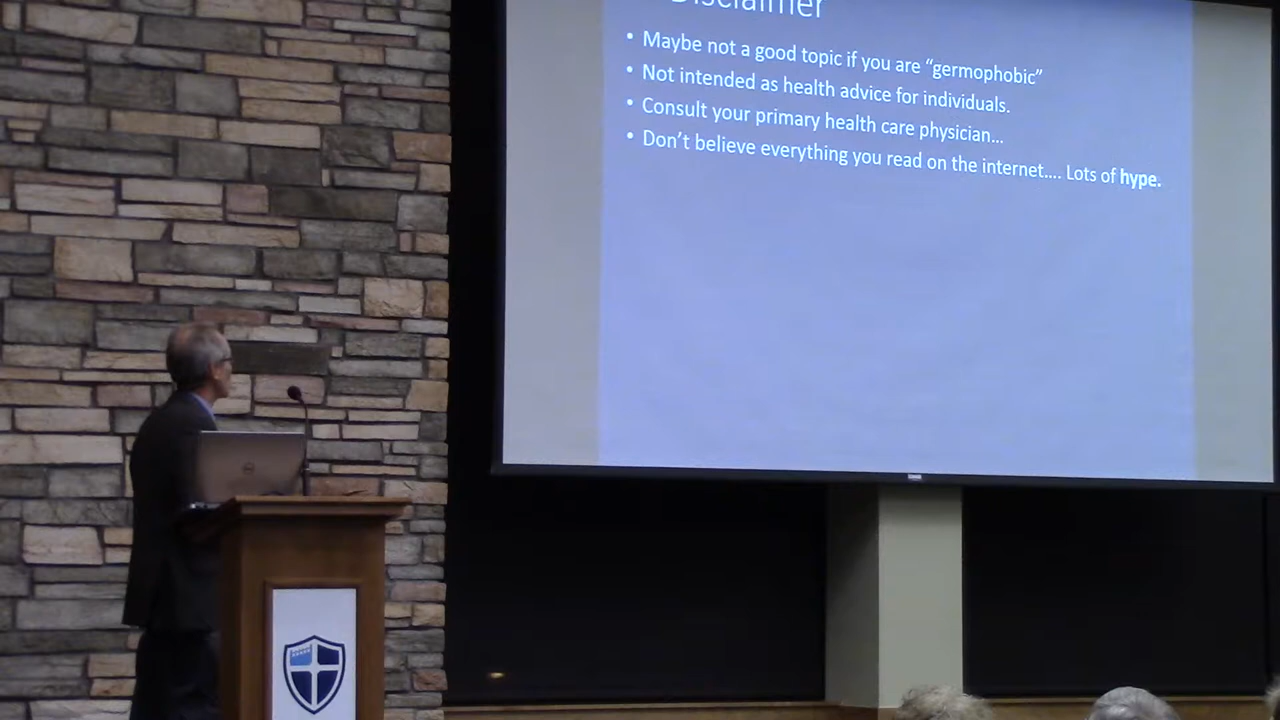 Disclaimer
• Maybe not a good topic if you are “germophobic”
• Not intended as health advice for individuals.
• Consult your primary health care physician...
• Don’t believe everything you read on the internet.... Lots of hype.